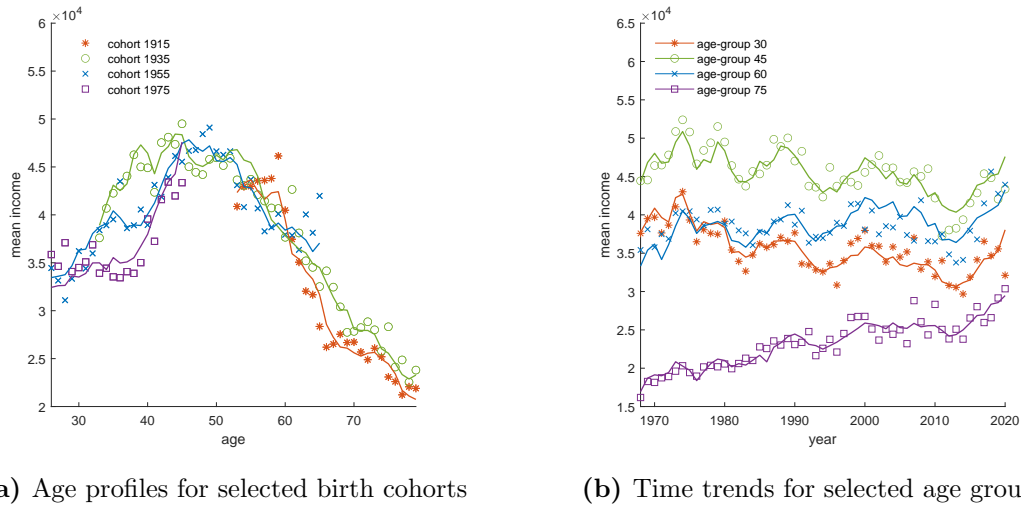 ×10⁴
6
5.5
5
4.5
4
3.5
3
2.5
2
mean income
cohort 1915
cohort 1935
cohort 1955
cohort 1975
30 40 50 60 70
age
×10⁴
6.5
6
5.5
5
4.5
4
3.5
3
2.5
2
1.5
mean income
age-group 30
age-group 45
age-group 60
age-group 75
1970 1980 1990 2000 2010 2020
year
a) Age profiles for selected birth cohorts
(b) Time trends for selected age grou